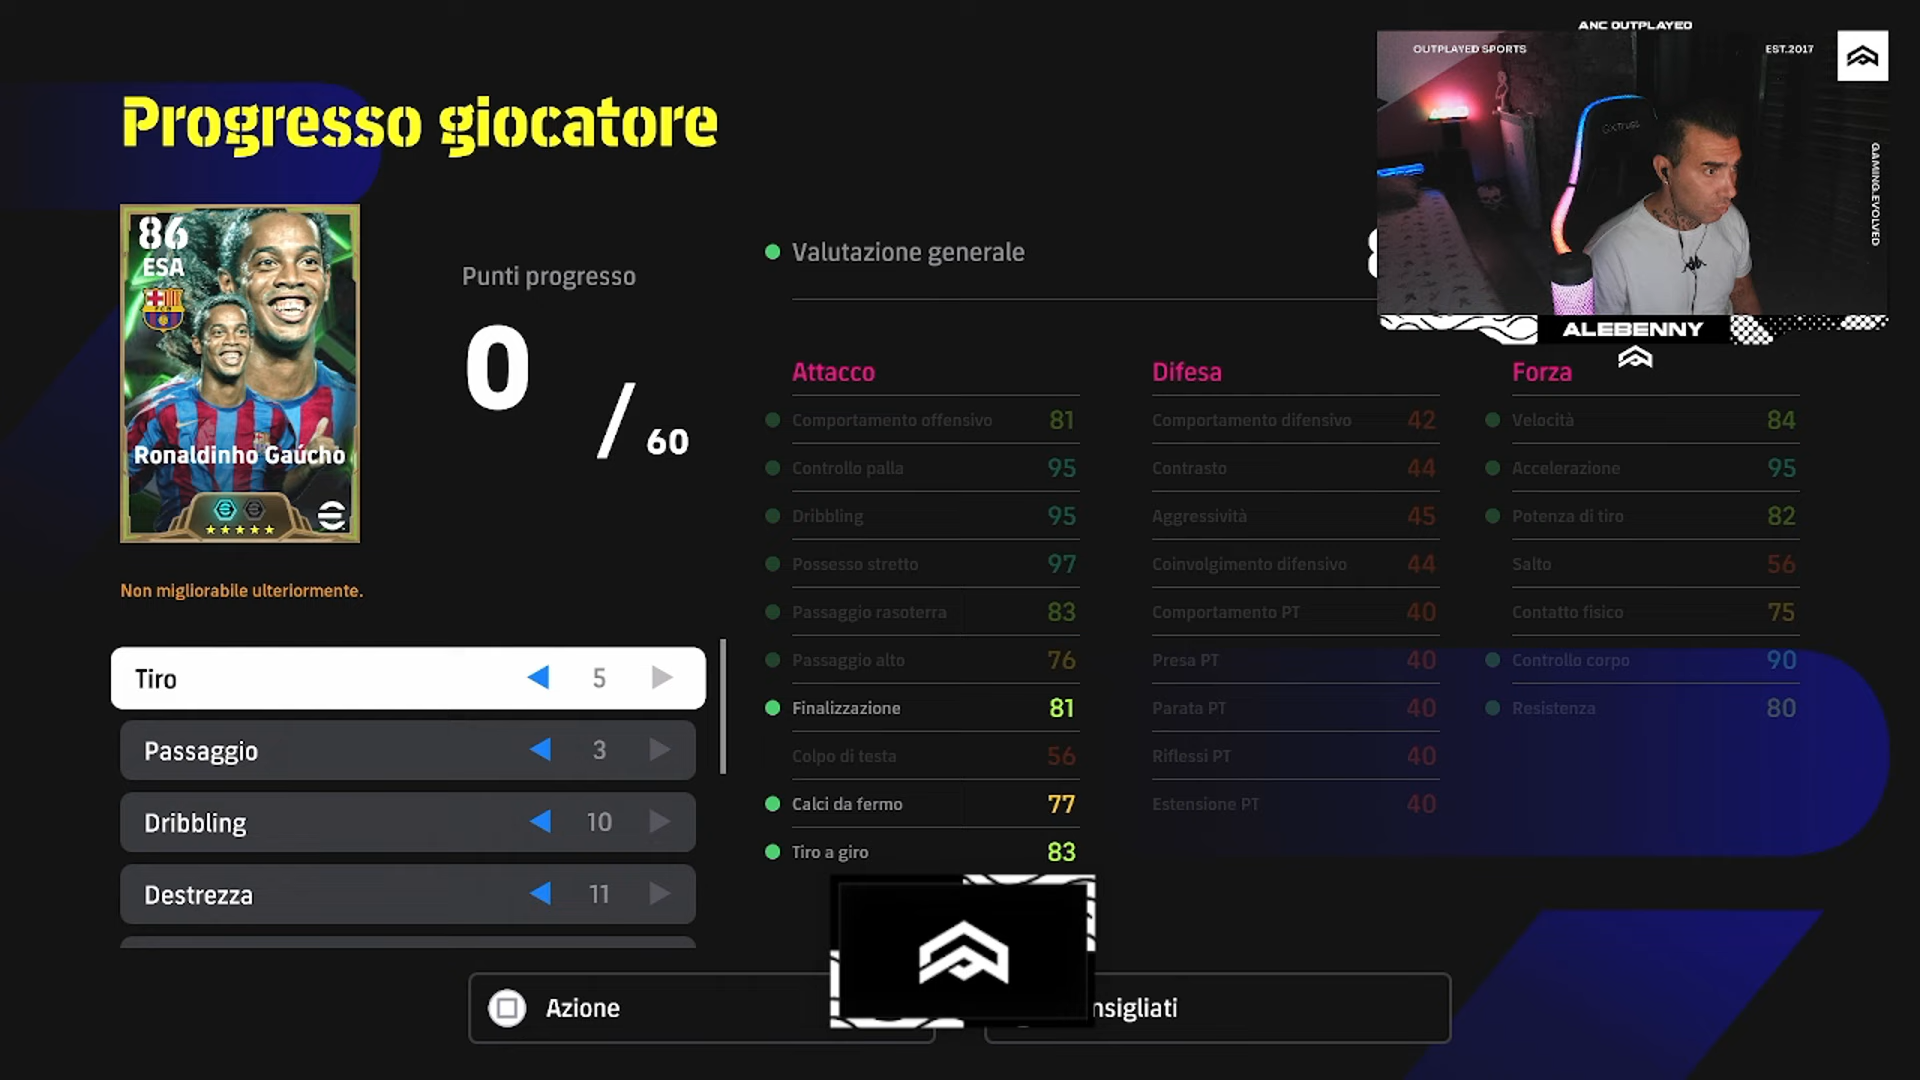 ANC OUTPLAYED
OUTPLAYED SPORTS
EST.2017
GAMING.EVOLVED
ALEBENNY
Progresso giocatore
86
ESA
Ronaldinho Gaúcho
Non migliorabile ulteriormente.
Punti progresso
0 / 60
Tiro 5
Passaggio 3
Dribbling 10
Destrezza 11
Valutazione generale
Attacco
Comportamento offensivo 81
Controllo palla 95
Dribbling 95
Possesso stretto 97
Passaggio rasoterra 83
Passaggio alto 76
Finalizzazione 81
Colpo di testa 56
Calci da fermo 77
Tiro a giro 83
Difesa
Comportamento difensivo 42
Contrasto 44
Aggressività 45
Coinvolgimento difensivo 44
Comportamento PT 40
Presa PT 40
Parata PT 40
Riflessi PT 40
Estensione PT 40
Forza
Velocità 84
Accelerazione 95
Potenza di tiro 82
Salto 56
Contatto fisico 75
Controllo corpo 90
Resistenza 80
Azione
nsigliati